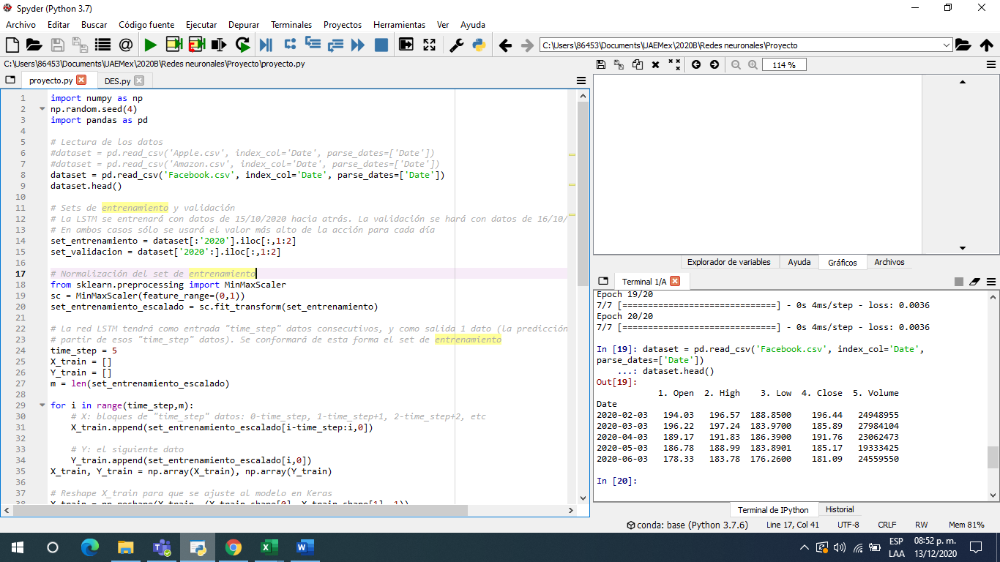 Spyder (Python 3.7)
Archivo Editar Buscar Código fuente Ejecutar Depurar Terminales Proyectos Herramientas Ver Ayuda
C:\Users\86453\Documents\UAEMex\2020B\Redes neuronales\Proyecto
C:\Users\86453\Documents\UAEMex\2020B\Redes neuronales\Proyecto\proyecto.py
proyecto.py DES.py
1 import numpy as np
2 np.random.seed(4)
3 import pandas as pd
4
5 # Lectura de los datos
6 #dataset = pd.read_csv('Apple.csv', index_col='Date', parse_dates=['Date'])
7 #dataset = pd.read_csv('Amazon.csv', index_col='Date', parse_dates=['Date'])
8 dataset = pd.read_csv('Facebook.csv', index_col='Date', parse_dates=['Date'])
9 dataset.head()
10
11 # Sets de entrenamiento y validación
12 # La LSTM se entrenará con datos de 15/10/2020 hacia atrás. La validación se hará con datos de 16/10/
13 # En ambos casos sólo se usará el valor más alto de la acción para cada día
14 set_entrenamiento = dataset[:'2020'].iloc[:,1:2]
15 set_validacion = dataset['2020':].iloc[:,1:2]
16
17 # Normalización del set de entrenamiento
18 from sklearn.preprocessing import MinMaxScaler
19 sc = MinMaxScaler(feature_range=(0,1))
20 set_entrenamiento_escalado = sc.fit_transform(set_entrenamiento)
21
22 # La red LSTM tendrá como entrada "time_step" datos consecutivos, y como salida 1 dato (la predicción
23 # partir de esos "time_step" datos). Se conformará de esta forma el set de entrenamiento
24 time_step = 5
25 X_train = []
26 Y_train = []
27 m = len(set_entrenamiento_escalado)
28
29 for i in range(time_step,m):
30 # X: bloques de "time_step" datos: 0-time_step, 1-time_step+1, 2-time_step+2, etc
31 X_train.append(set_entrenamiento_escalado[i-time_step:i,0])
32
33 # Y: el siguiente dato
34 Y_train.append(set_entrenamiento_escalado[i,0])
35 X_train, Y_train = np.array(X_train), np.array(Y_train)
36
37 # Reshape X_train para que se ajuste al modelo en Keras
38 X_train = np.reshape(X_train, (X_train.shape[0], X_train.shape[1], 1))
114 %
Explorador de variables Ayuda Gráficos Archivos
Terminal 1/A
Epoch 19/20
7/7 [==============================] - 0s 4ms/step - loss: 0.0036
Epoch 20/20
7/7 [==============================] - 0s 4ms/step - loss: 0.0036
In [19]: dataset = pd.read_csv('Facebook.csv', index_col='Date',
parse_dates=['Date'])
...: dataset.head()
Out[19]:
1. Open 2. High 3. Low 4. Close 5. Volume
Date
2020-02-03 194.03 196.57 188.8500 196.44 24948955
2020-03-03 196.22 197.24 183.9700 185.89 27984104
2020-04-03 189.17 191.83 186.3900 191.76 23062473
2020-05-03 186.78 188.99 183.8901 185.17 19333425
2020-06-03 178.33 183.78 176.2600 181.09 24559550
In [20]:
Terminal de IPython Historial
conda: base (Python 3.7.6) Line 17, Col 41 UTF-8 CRLF RW Mem 81%
ESP
LAA
08:52 p. m.
13/12/2020